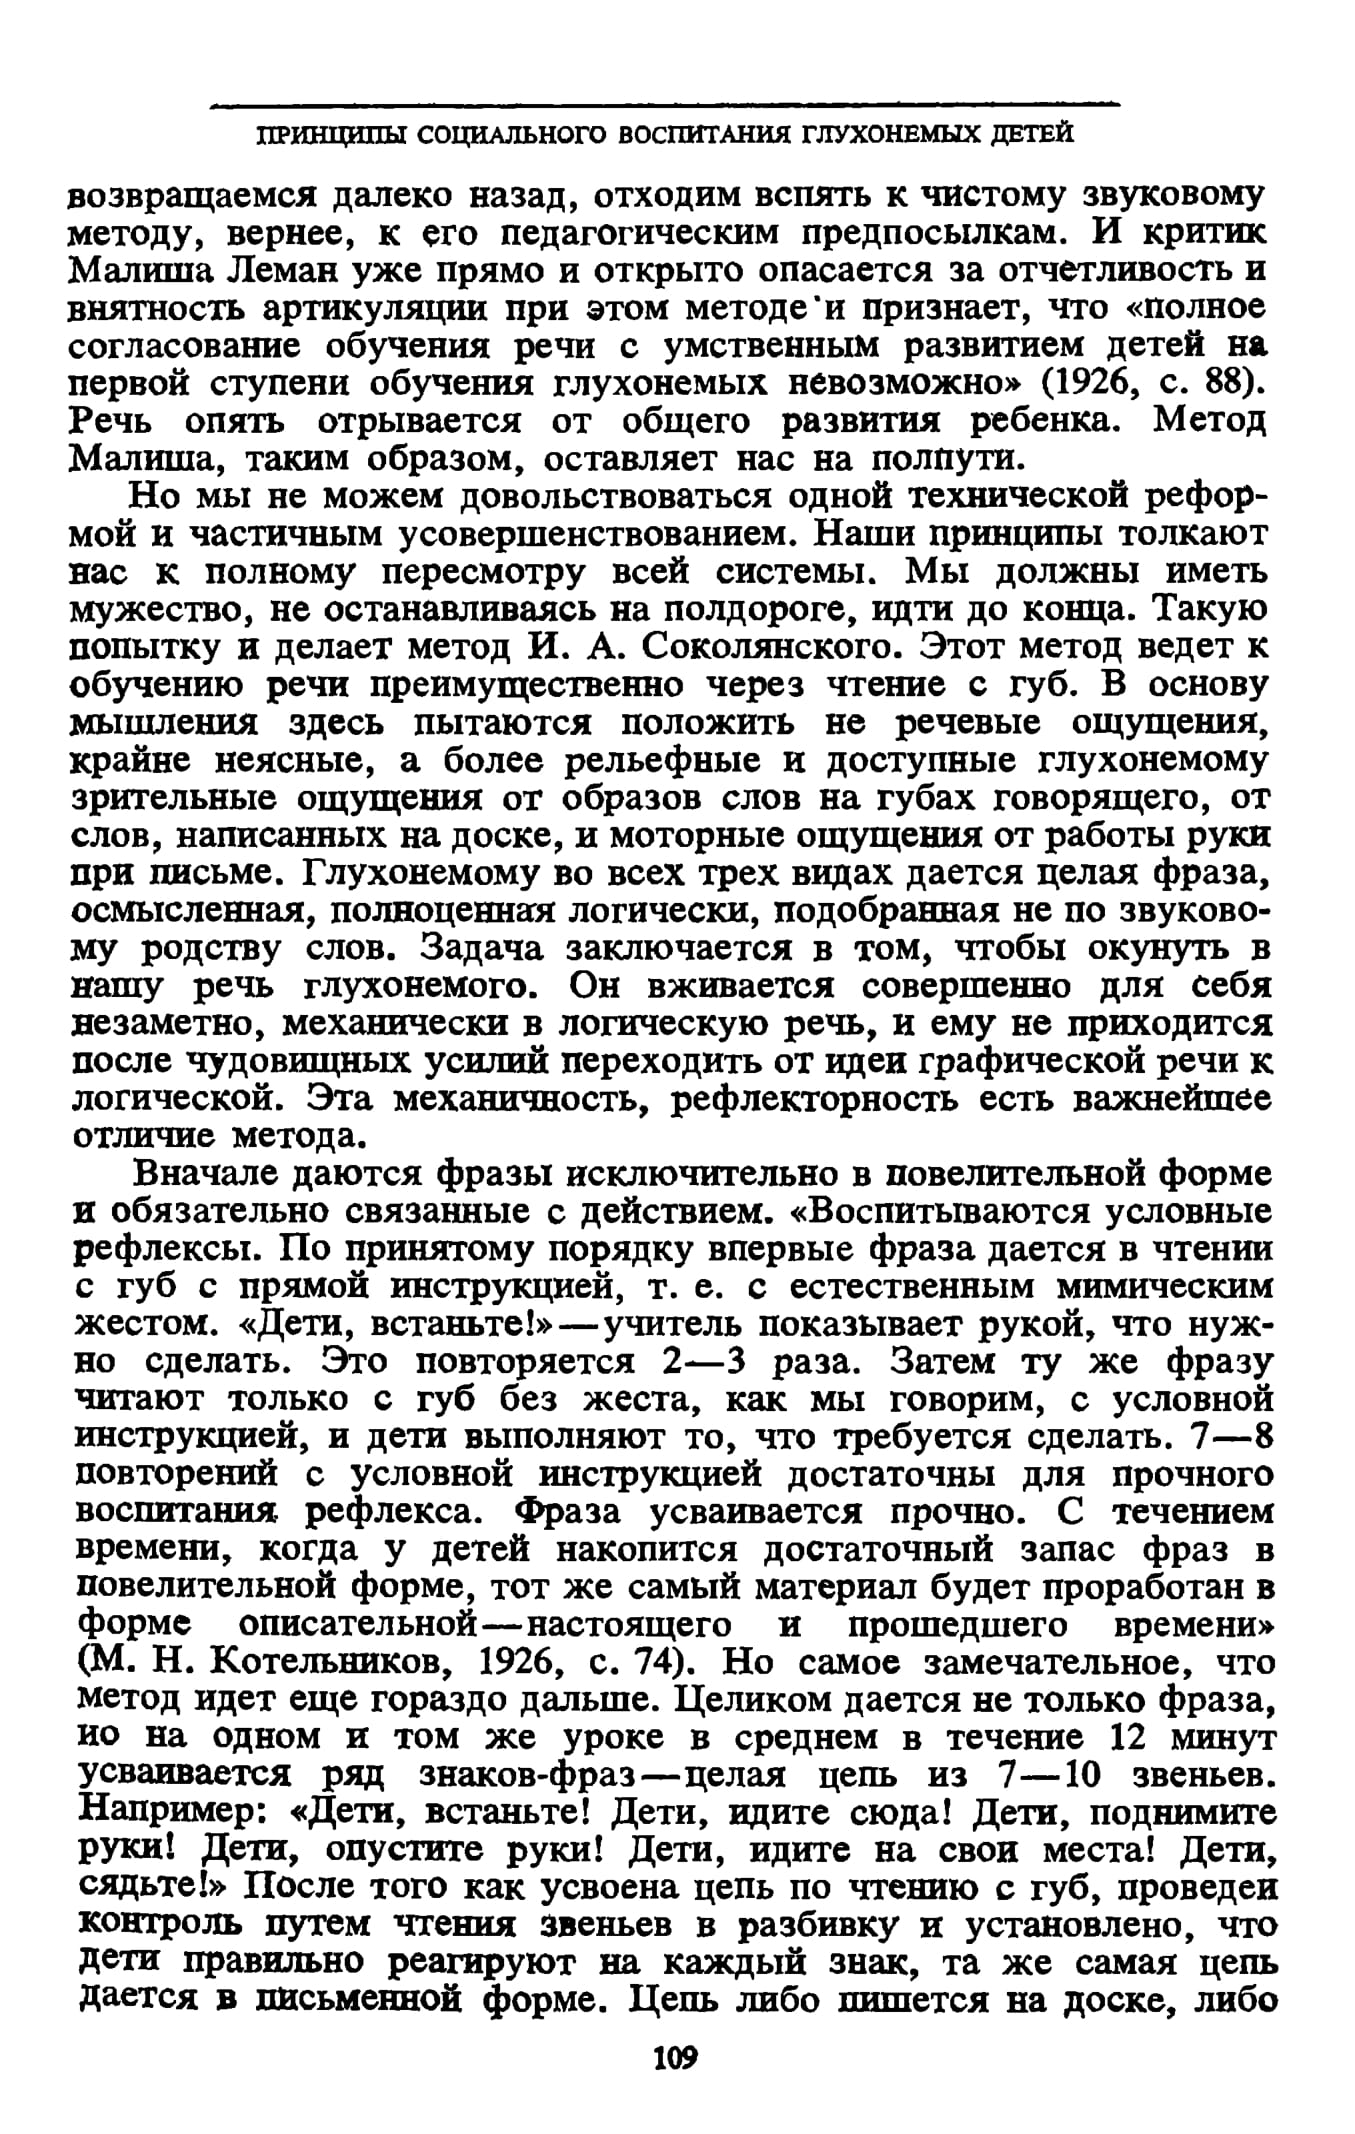 ПРИНЦИПЫ СОЦИАЛЬНОГО ВОСПИТАНИЯ ГЛУХОНЕМЫХ ДЕТЕЙ
возвращаемся далеко назад, отходим вспять к чистому звуковому
методу, вернее, к его педагогическим предпосылкам. И критик
Малиша Леман уже прямо и открыто опасается за отчетливость и
внятность артикуляции при этом методе и признает, что «полное
согласование обучения речи с умственным развитием детей на
первой ступени обучения глухонемых невозможно» (1926, с. 88).
Речь опять отрывается от общего развития ребенка. Метод
Малиша, таким образом, оставляет нас на полпути.
Но мы не можем довольствоваться одной технической рефор-
мой и частичным усовершенствованием. Наши принципы толкают
нас к полному пересмотру всей системы. Мы должны иметь
мужество, не останавливаясь на полдороге, идти до конца. Такую
попытку и делает метод И. А. Соколянского. Этот метод ведет к
обучению речи преимущественно через чтение с губ. В основу
мышления здесь пытаются положить не речевые ощущения,
крайне неясные, а более рельефные и доступные глухонемому
зрительные ощущения от образов слов на губах говорящего, от
слов, написанных на доске, и моторные ощущения от работы руки
при письме. Глухонемому во всех трех видах дается целая фраза,
осмысленная, полноценная логически, подобранная не по звуково-
му родству слов. Задача заключается в том, чтобы окунуть в
нашу речь глухонемого. Он вживается совершенно для себя
незаметно, механически в логическую речь, и ему не приходится
после чудовищных усилий переходить от идеи графической речи к
логической. Эта механичность, рефлекторность есть важнейшее
отличие метода.
Вначале даются фразы исключительно в повелительной форме
и обязательно связанные с действием. «Воспитываются условные
рефлексы. По принятому порядку впервые фраза дается в чтении
с губ с прямой инструкцией, т. е. с естественным мимическим
жестом. «Дети, встаньте!»—учитель показывает рукой, что нуж-
но сделать. Это повторяется 2—3 раза. Затем ту же фразу
читают только с губ без жеста, как мы говорим, с условной
инструкцией, и дети выполняют то, что требуется сделать. 7—8
повторений с условной инструкцией достаточны для прочного
воспитания рефлекса. Фраза усваивается прочно. С течением
времени, когда у детей накопится достаточный запас фраз в
повелительной форме, тот же самый материал будет проработан в
форме описательной—настоящего и прошедшего времени»
(М. Н. Котельников, 1926, с. 74). Но самое замечательное, что
метод идет еще гораздо дальше. Целиком дается не только фраза,
но на одном и том же уроке в среднем в течение 12 минут
усваивается ряд знаков-фраз—целая цепь из 7—10 звеньев.
Например: «Дети, встаньте! Дети, идите сюда! Дети, поднимите
руки! Дети, опустите руки! Дети, идите на свои места! Дети,
сядьте!» После того как усвоена цепь по чтению с губ, проведен
контроль путем чтения звеньев в разбивку и установлено, что
дети правильно реагируют на каждый знак, та же самая цепь
дается в письменной форме. Цепь либо пишется на доске, либо
109